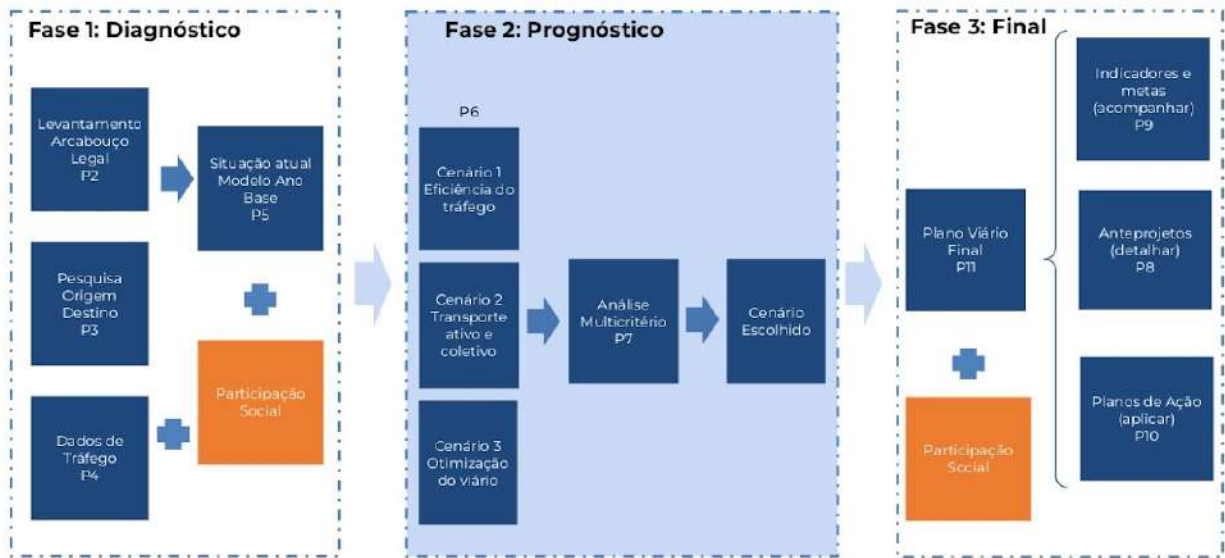 Fase 1: Diagnóstico
Levantamento
Arcabouço
Legal
P2
Situação atual
Modelo Ano
Base
P5
Pesquisa
Origem
Destino
P3
Participação
Social
Dados de
Tráfego
P4
Fase 2: Prognóstico
P6
Cenário 1
Eficiência do
tráfego
Cenário 2
Transporte
ativo e
coletivo
Cenário 3
Otimização
do viário
Análise
Multicritério
P7
Cenário
Escolhido
Fase 3: Final
Plano Viário
Final
P11
Participação
Social
Indicadores e
metas
(acompanhar)
P9
Anteprojetos
(detalhar)
P8
Planos de Ação
(aplicar)
P10